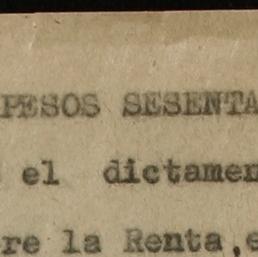 PESOS SESENTA
el dictamen
re la Renta, e